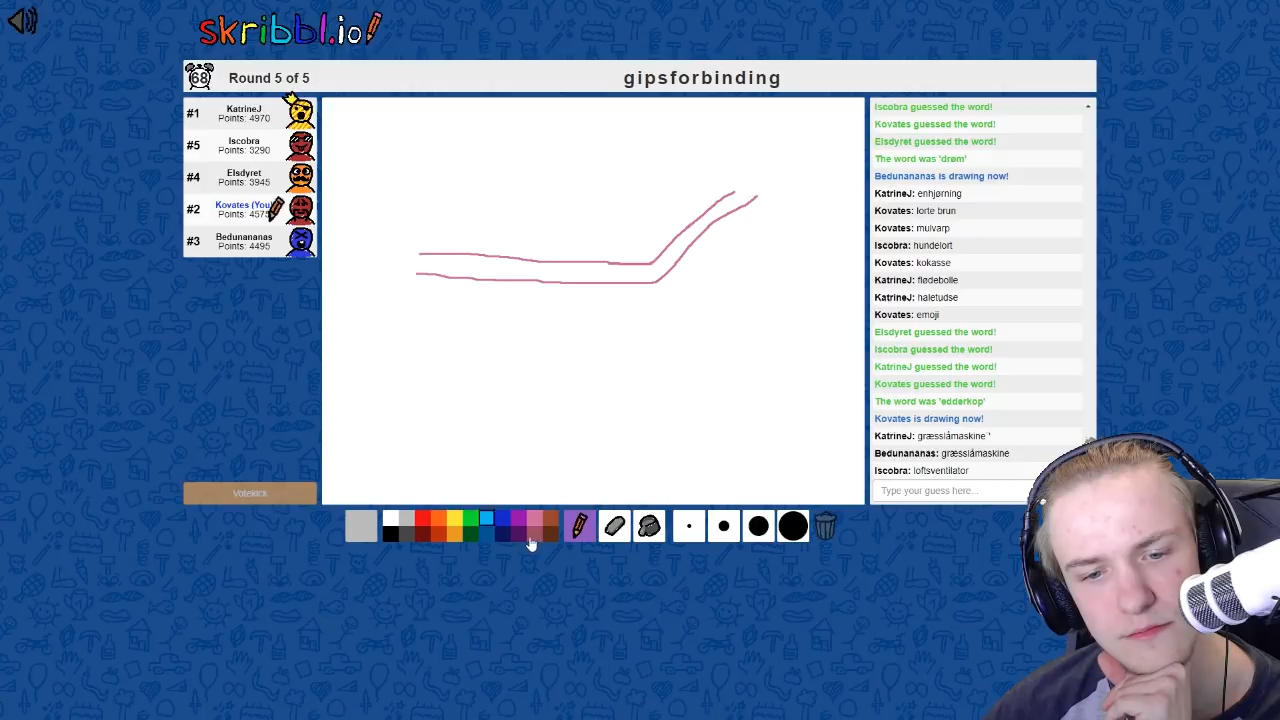 skribbl.io
68
Round 5 of 5
gipsforbinding
#1
KatrineJ
Points: 4970
#5
Iscobra
Points: 3290
#4
Elsdyret
Points: 3945
#2
Kovates (You)
Points: 4575
#3
Bedunananas
Points: 4495
Votekick
Iscobra guessed the word!
Kovates guessed the word!
Elsdyret guessed the word!
The word was 'drøm'
Bedunananas is drawing now!
KatrineJ: enhjørning
Kovates: lorte brun
Kovates: mulvarp
Iscobra: hundelort
Kovates: kokasse
KatrineJ: flødebolle
KatrineJ: haletudse
Kovates: emoji
Elsdyret guessed the word!
Iscobra guessed the word!
KatrineJ guessed the word!
Kovates guessed the word!
The word was 'edderkop'
Kovates is drawing now!
KatrineJ: græsslåmaskine¨'
Bedunananas: græsslåmaskine
Iscobra: loftsventilator
Type your guess here...